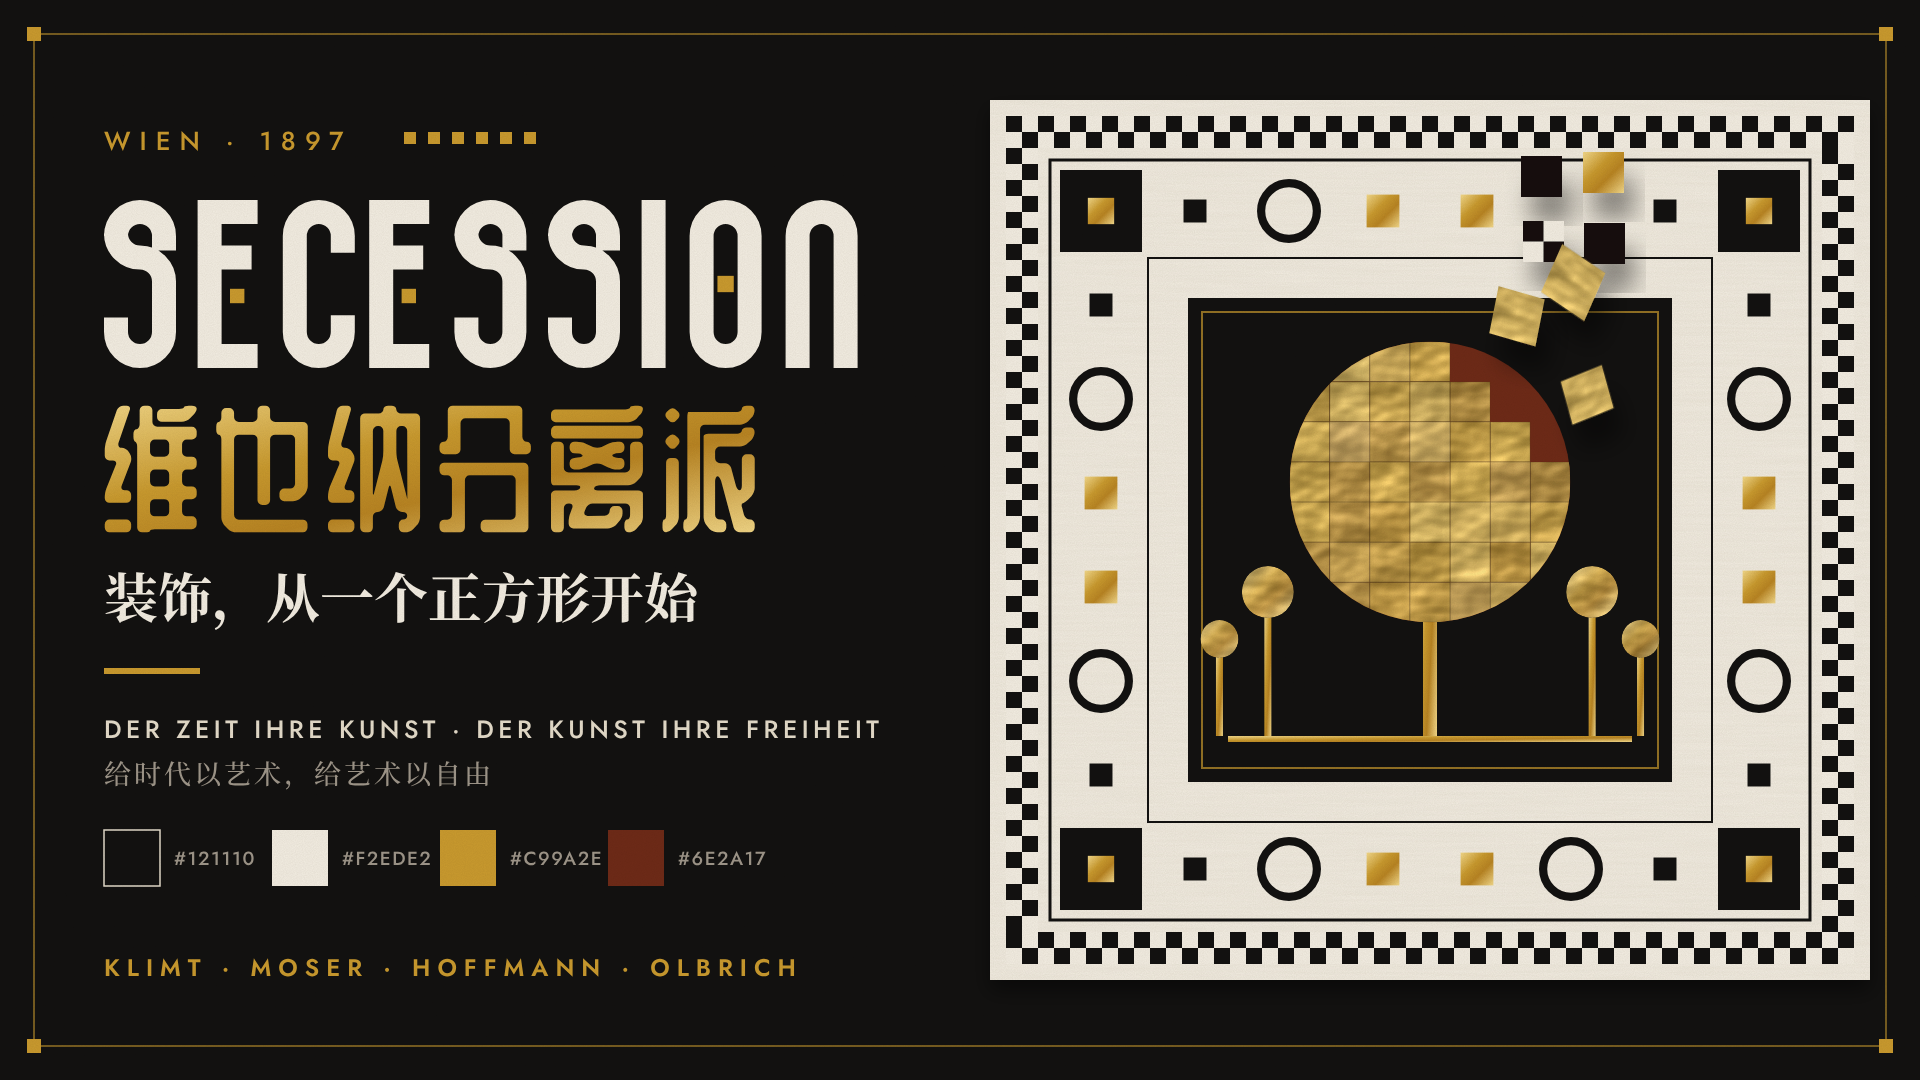 WIEN · 1897
SECESSION
维也纳分离派
装饰，从一个正方形开始
DER ZEIT IHRE KUNST · DER KUNST IHRE FREIHEIT
给时代以艺术，给艺术以自由
#121110 #F2EDE2 #C99A2E #6E2A17
KLIMT · MOSER · HOFFMANN · OLBRICH